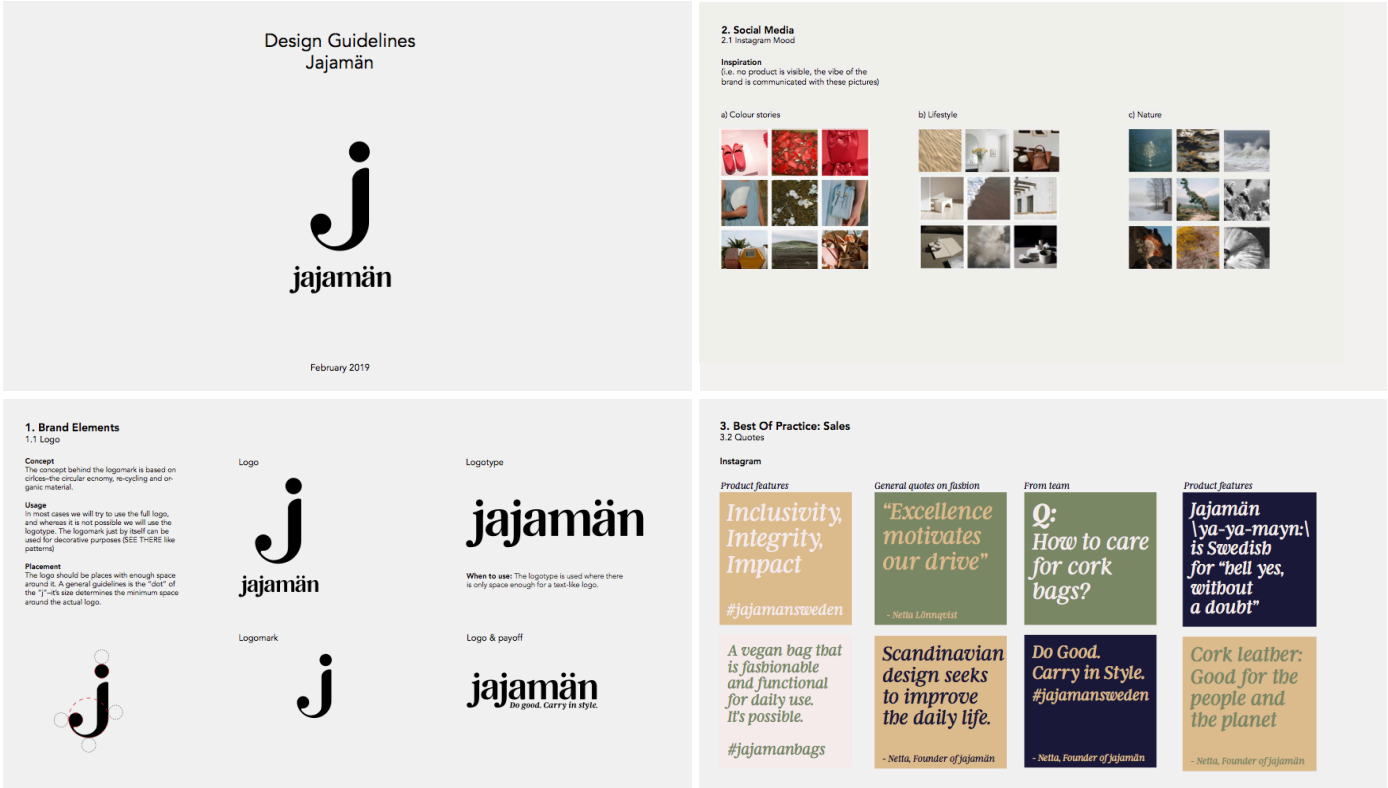 Design Guidelines
Jajamän
j
jajamän
February 2019
2. Social Media
2.1 Instagram Mood
Inspiration
(i.e. no product is visible, the vibe of the
brand is communicated with these pictures)
a) Colour stories
b) Lifestyle
c) Nature
1. Brand Elements
1.1 Logo
Concept
The concept behind the logomark is based on
cirlces–the circular ecnomy, re-cycling and or-
ganic material.
Usage
In most cases we will try to use the full logo,
and whereas it is not possible we will use the
logotype. The logomark just by itself can be
used for decorative purposes (SEE THERE like
patterns)
Placement
The logo should be places with enough space
around it. A general guidelines is the "dot" of
the "j"–it's size determines the minimum space
around the actual logo.
j
Logo
j
jajamän
Logotype
jajamän
When to use: The logotype is used where there
is only space enough for a text-like logo.
Logomark
j
Logo & payoff
jajamän
Do good. Carry in style.
3. Best Of Practice: Sales
3.2 Quotes
Instagram
Product features
Inclusivity,
Integrity,
Impact
#jajamansweden
General quotes on fashion
“Excellence
motivates
our drive”
- Netta Lönnqvist
From team
Q:
How to care
for cork
bags?
Product features
Jajamän
\ya-ya-mayn:\
is Swedish
for “hell yes,
without
a doubt”
A vegan bag that
is fashionable
and functional
for daily use.
It's possible.
#jajamanbags
Scandinavian
design seeks
to improve
the daily life.
- Netta, Founder of jajamän
Do Good.
Carry in Style.
#jajamansweden
- Netta, Founder of jajamän
Cork leather:
Good for the
people and
the planet
- Netta, Founder of jajamän